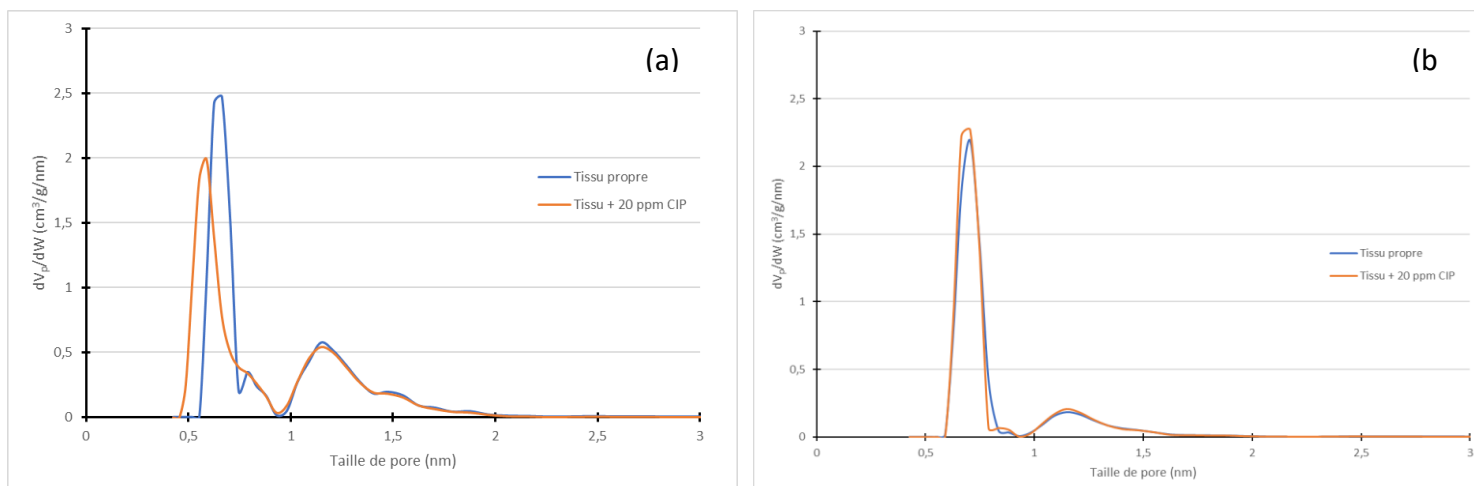 (a)
3
2,5
2
1,5
1
0,5
0
dVp/dW (cm³/g/nm)
Tissu propre
Tissu + 20 ppm CIP
0 0,5 1 1,5 2 2,5 3
Taille de pore (nm)
(b
3
2,5
2
1,5
1
0,5
0
dVp/dW (cm³/g/nm)
Tissu propre
Tissu + 20 ppm CIP
0 0,5 1 1,5 2 2,5 3
Taille de pore (nm)